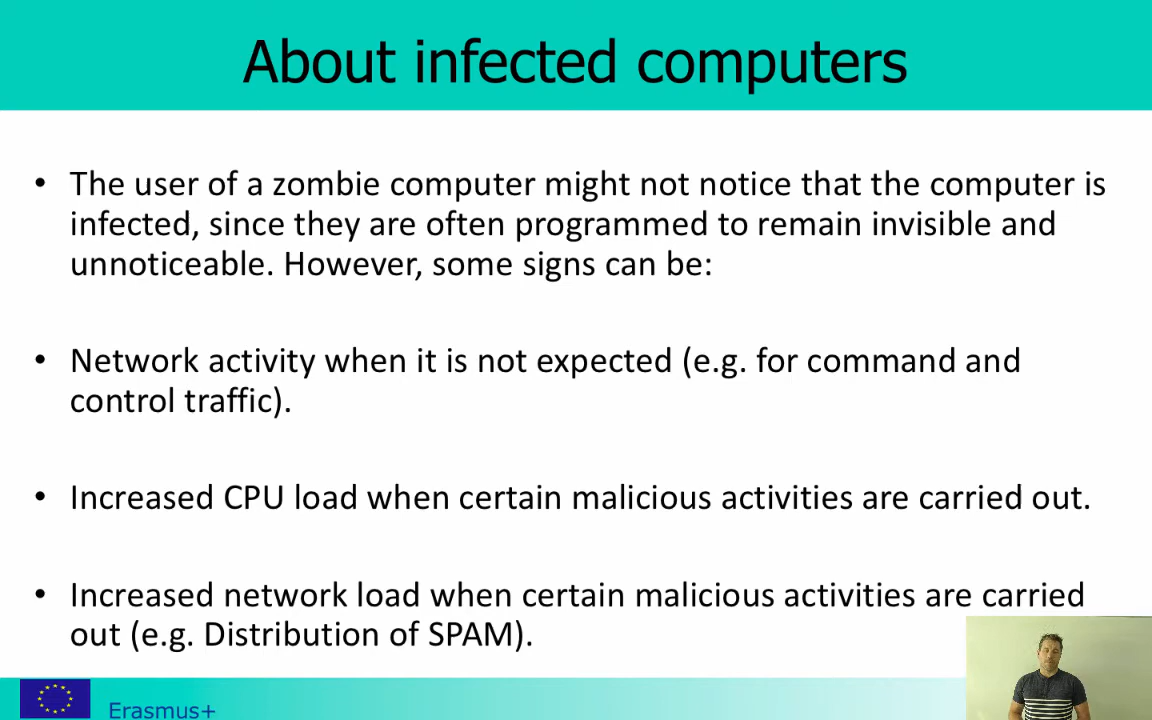 About infected computers
• The user of a zombie computer might not notice that the computer is
infected, since they are often programmed to remain invisible and
unnoticeable. However, some signs can be:
• Network activity when it is not expected (e.g. for command and
control traffic).
• Increased CPU load when certain malicious activities are carried out.
• Increased network load when certain malicious activities are carried
out (e.g. Distribution of SPAM).
Erasmus+